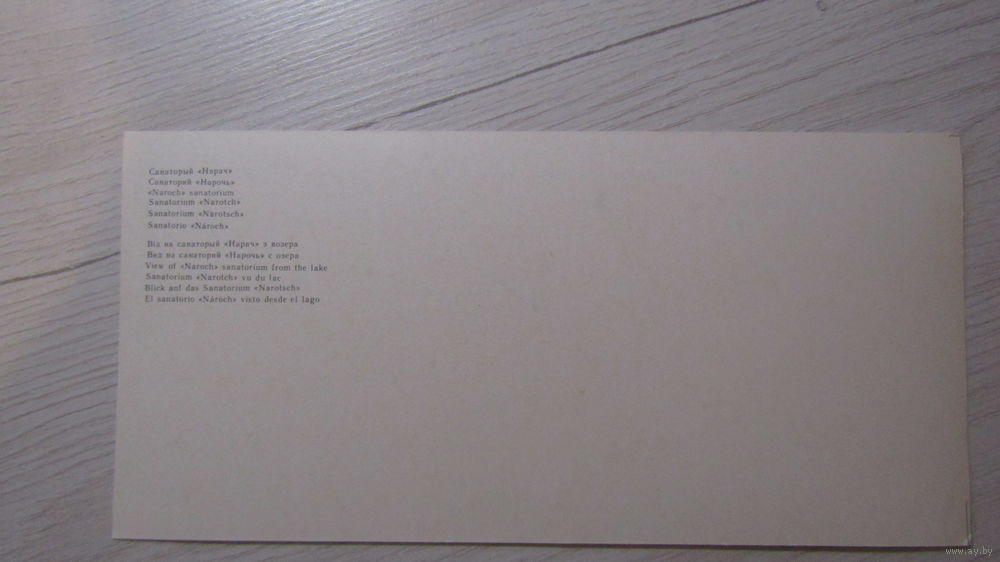 Санаторый «Нарач»
Санаторий «Нарочь»
«Naroch» sanatorium
Sanatorium «Narotch»
Sanatorium «Narotsch»
Sanatorio «Nároch»
Від на санаторый «Нарач» з возера
Вид на санаторий «Нарочь» с озера
View of «Naroch» sanatorium from the lake
Sanatorium «Narotch» vu du lac
Blick auf das Sanatorium «Narotsch»
El sanatorio «Nároch» visto desde el lago
www.ay.by